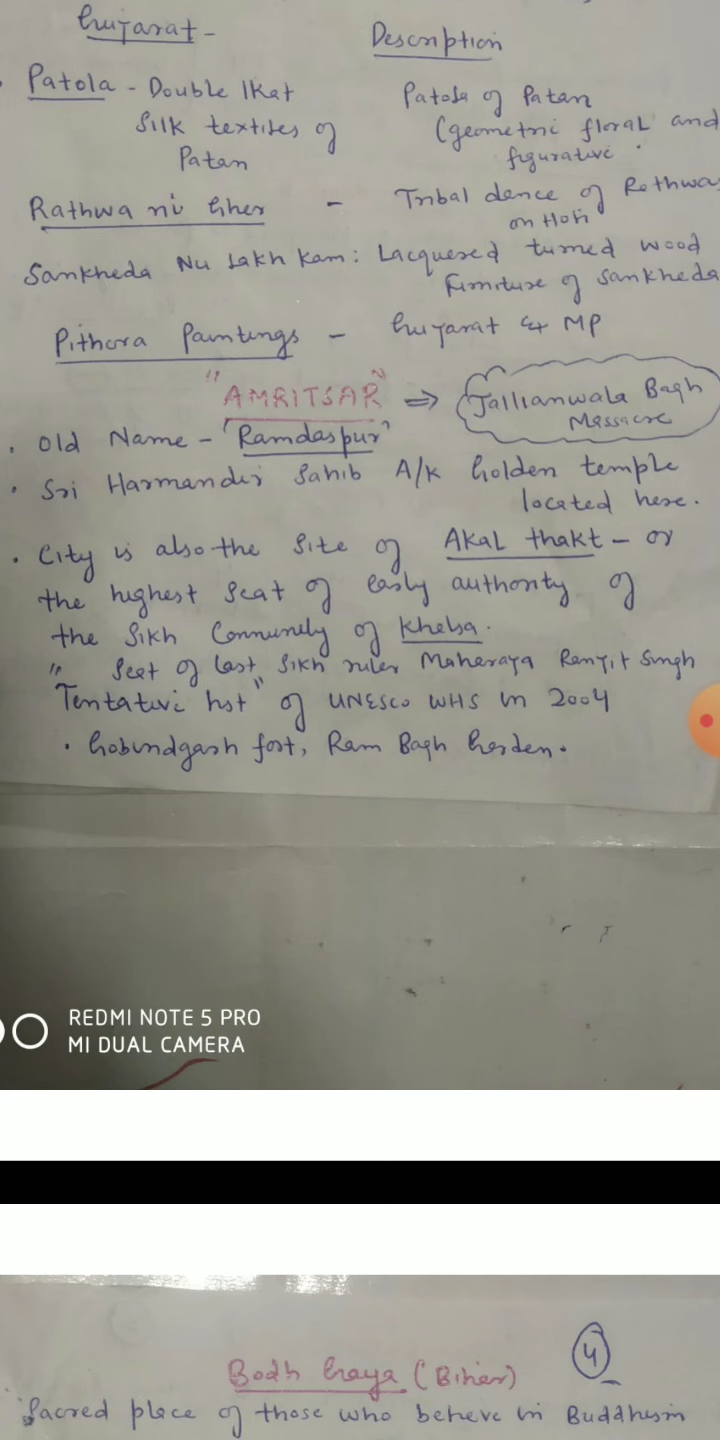 Gujarat - Description
Patola - Double Ikat Patola of Patan
Silk textiles of (geometric floral and
Patan figurative
Rathwa ni Gher - Tribal dance of Rathwas
on Holi
Sankheda Nu Lakh Kam: Lacquered turned wood
Furniture of Sankheda
Pithora Paintings - Gujarat & MP
"AMRITSAR" ⇒ Jallianwala Bagh
Massacre
. Old Name - 'Ramdaspur'
. Sri Harmandir Sahib A/k Golden temple
located here.
. City is also the site of Akal thakt - or
the highest seat of early authority of
the Sikh Community of Khalsa.
" Seat of last Sikh ruler Maharaja Ranjit Singh
Tentative list" of UNESCO WHS in 2004
. Gobindgarh fort, Ram Bagh Garden.
REDMI NOTE 5 PRO
MI DUAL CAMERA
4
Bodh Gaya (Bihar)
Sacred place of those who believe in Buddhism